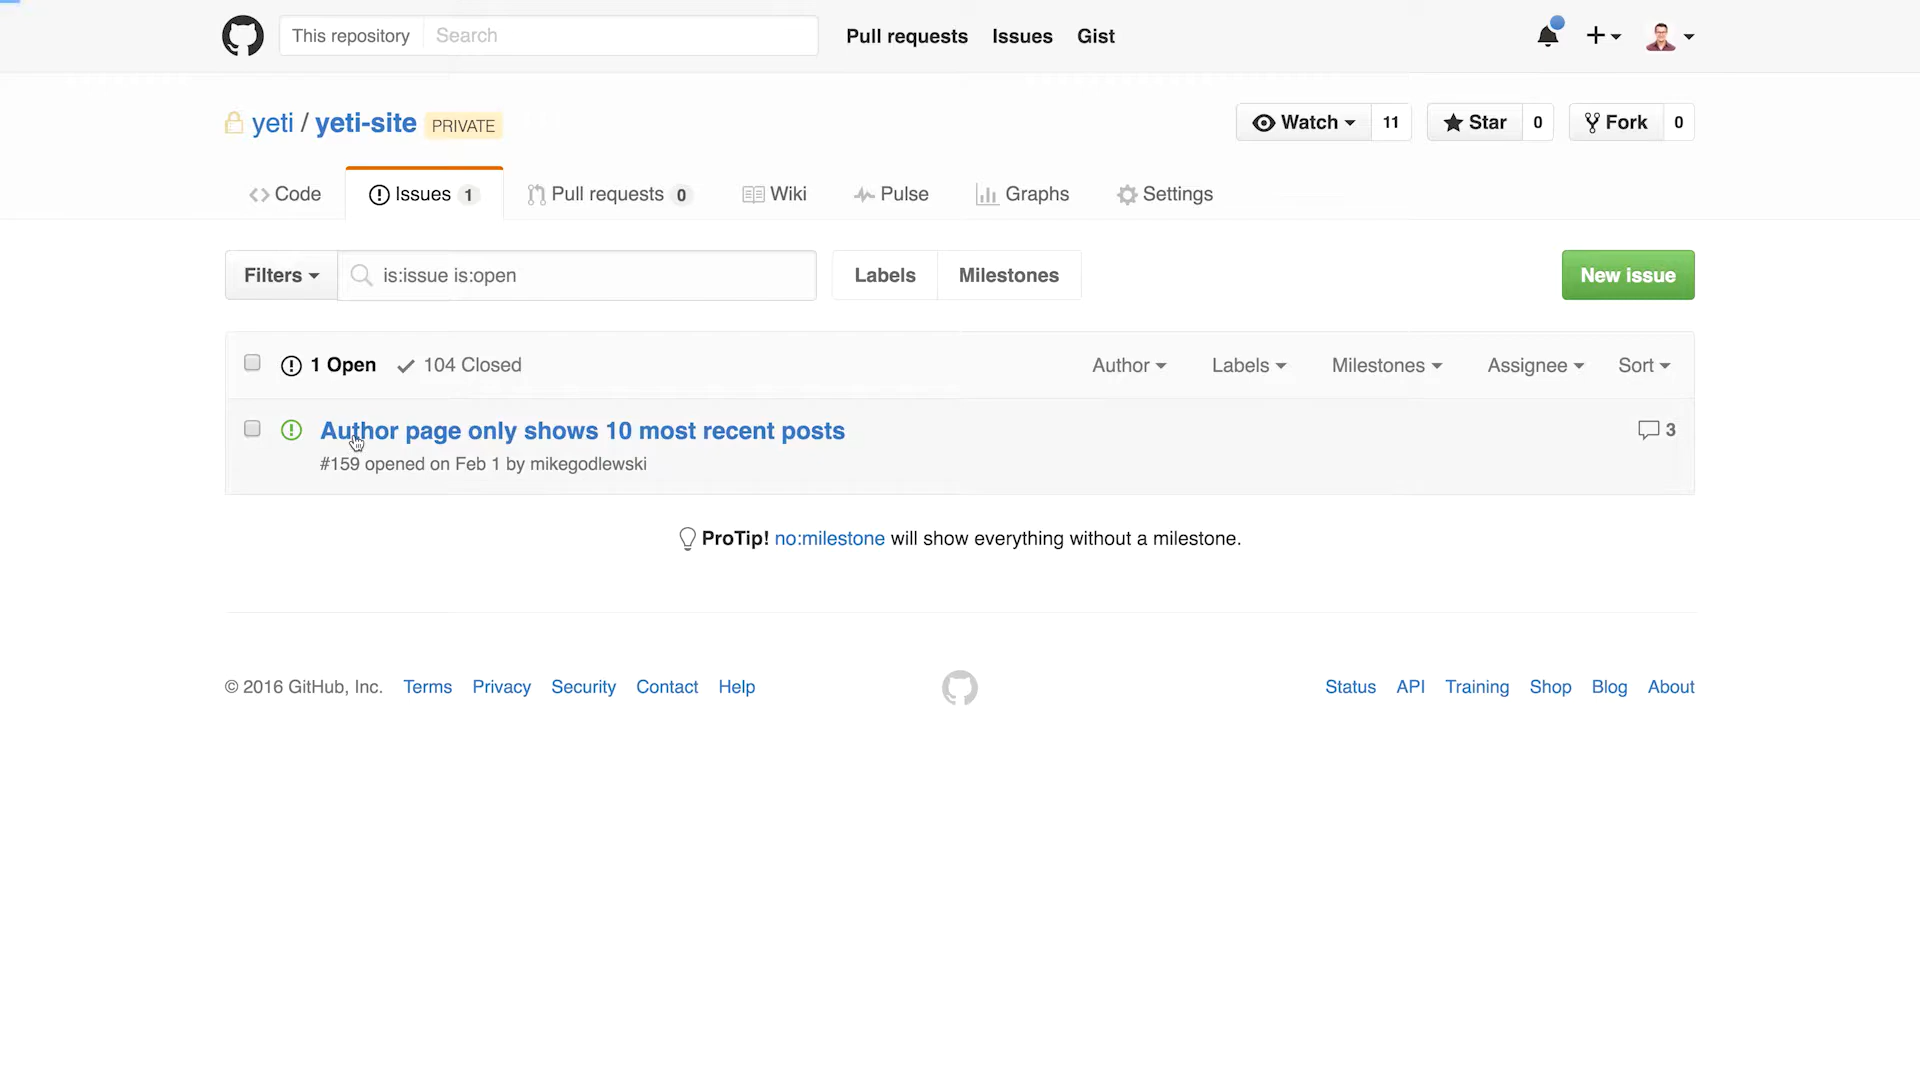 This repository Search Pull requests Issues Gist
yeti / yeti-site PRIVATE Watch 11 Star 0 Fork 0
Code Issues 1 Pull requests 0 Wiki Pulse Graphs Settings
Filters is:issue is:open Labels Milestones New issue
1 Open 104 Closed Author Labels Milestones Assignee Sort
Author page only shows 10 most recent posts 3
#159 opened on Feb 1 by mikegodlewski
ProTip! no:milestone will show everything without a milestone.
© 2016 GitHub, Inc. Terms Privacy Security Contact Help Status API Training Shop Blog About